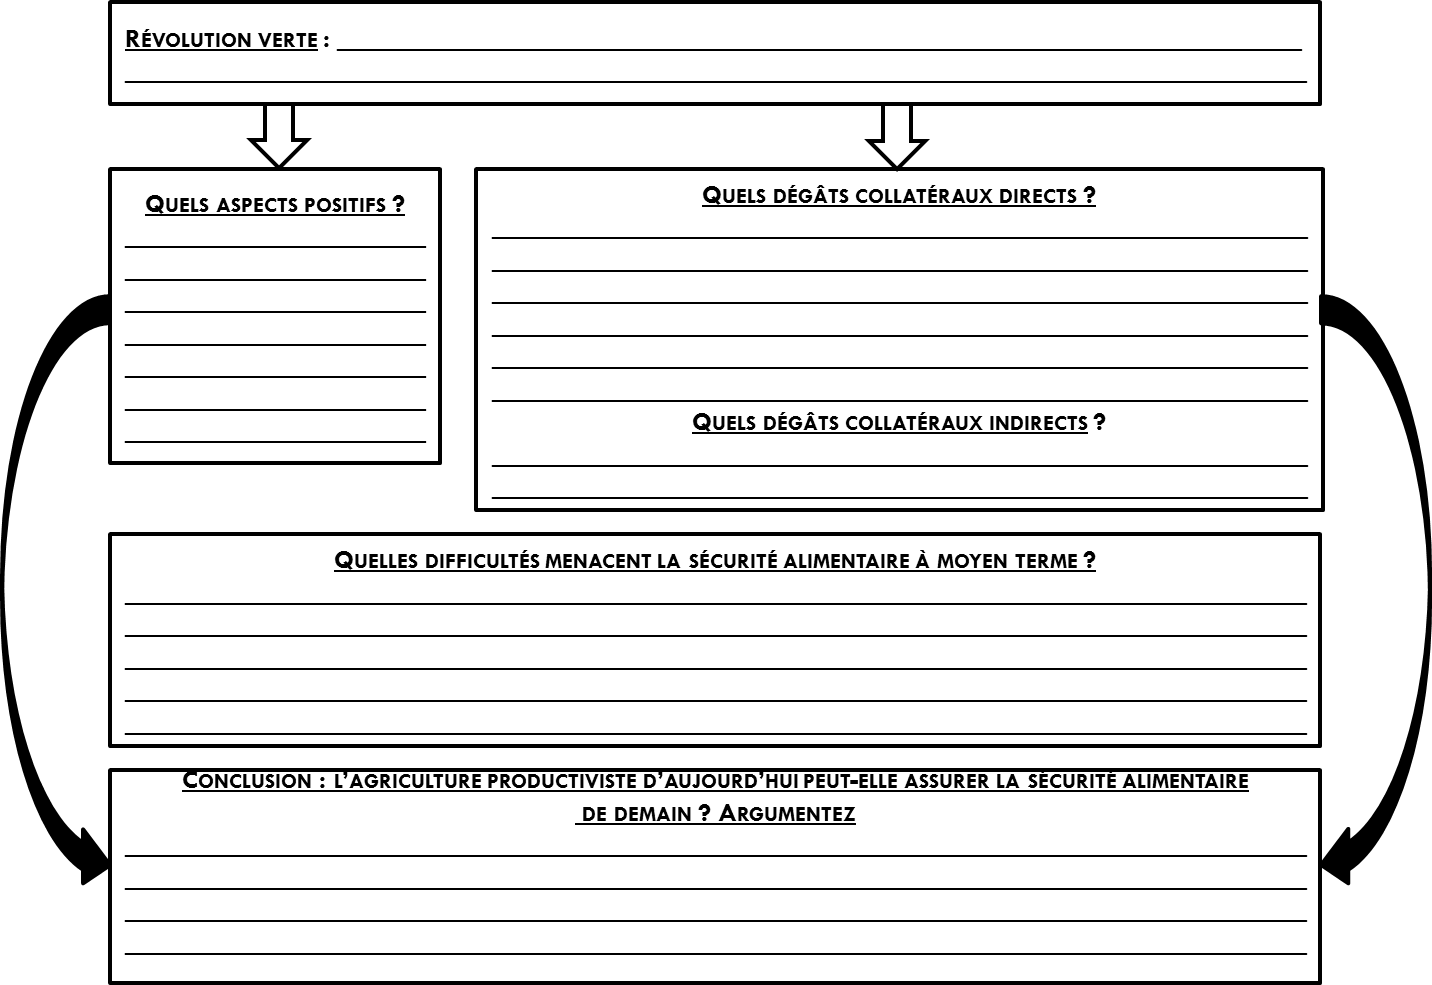 RÉVOLUTION VERTE :
QUELS ASPECTS POSITIFS ?
QUELS DÉGÂTS COLLATÉRAUX DIRECTS ?
QUELS DÉGÂTS COLLATÉRAUX INDIRECTS ?
QUELLES DIFFICULTÉS MENACENT LA SÉCURITÉ ALIMENTAIRE À MOYEN TERME ?
CONCLUSION : L’AGRICULTURE PRODUCTIVISTE D’AUJOURD’HUI PEUT-ELLE ASSURER LA SÉCURITÉ ALIMENTAIRE
DE DEMAIN ? ARGUMENTEZ